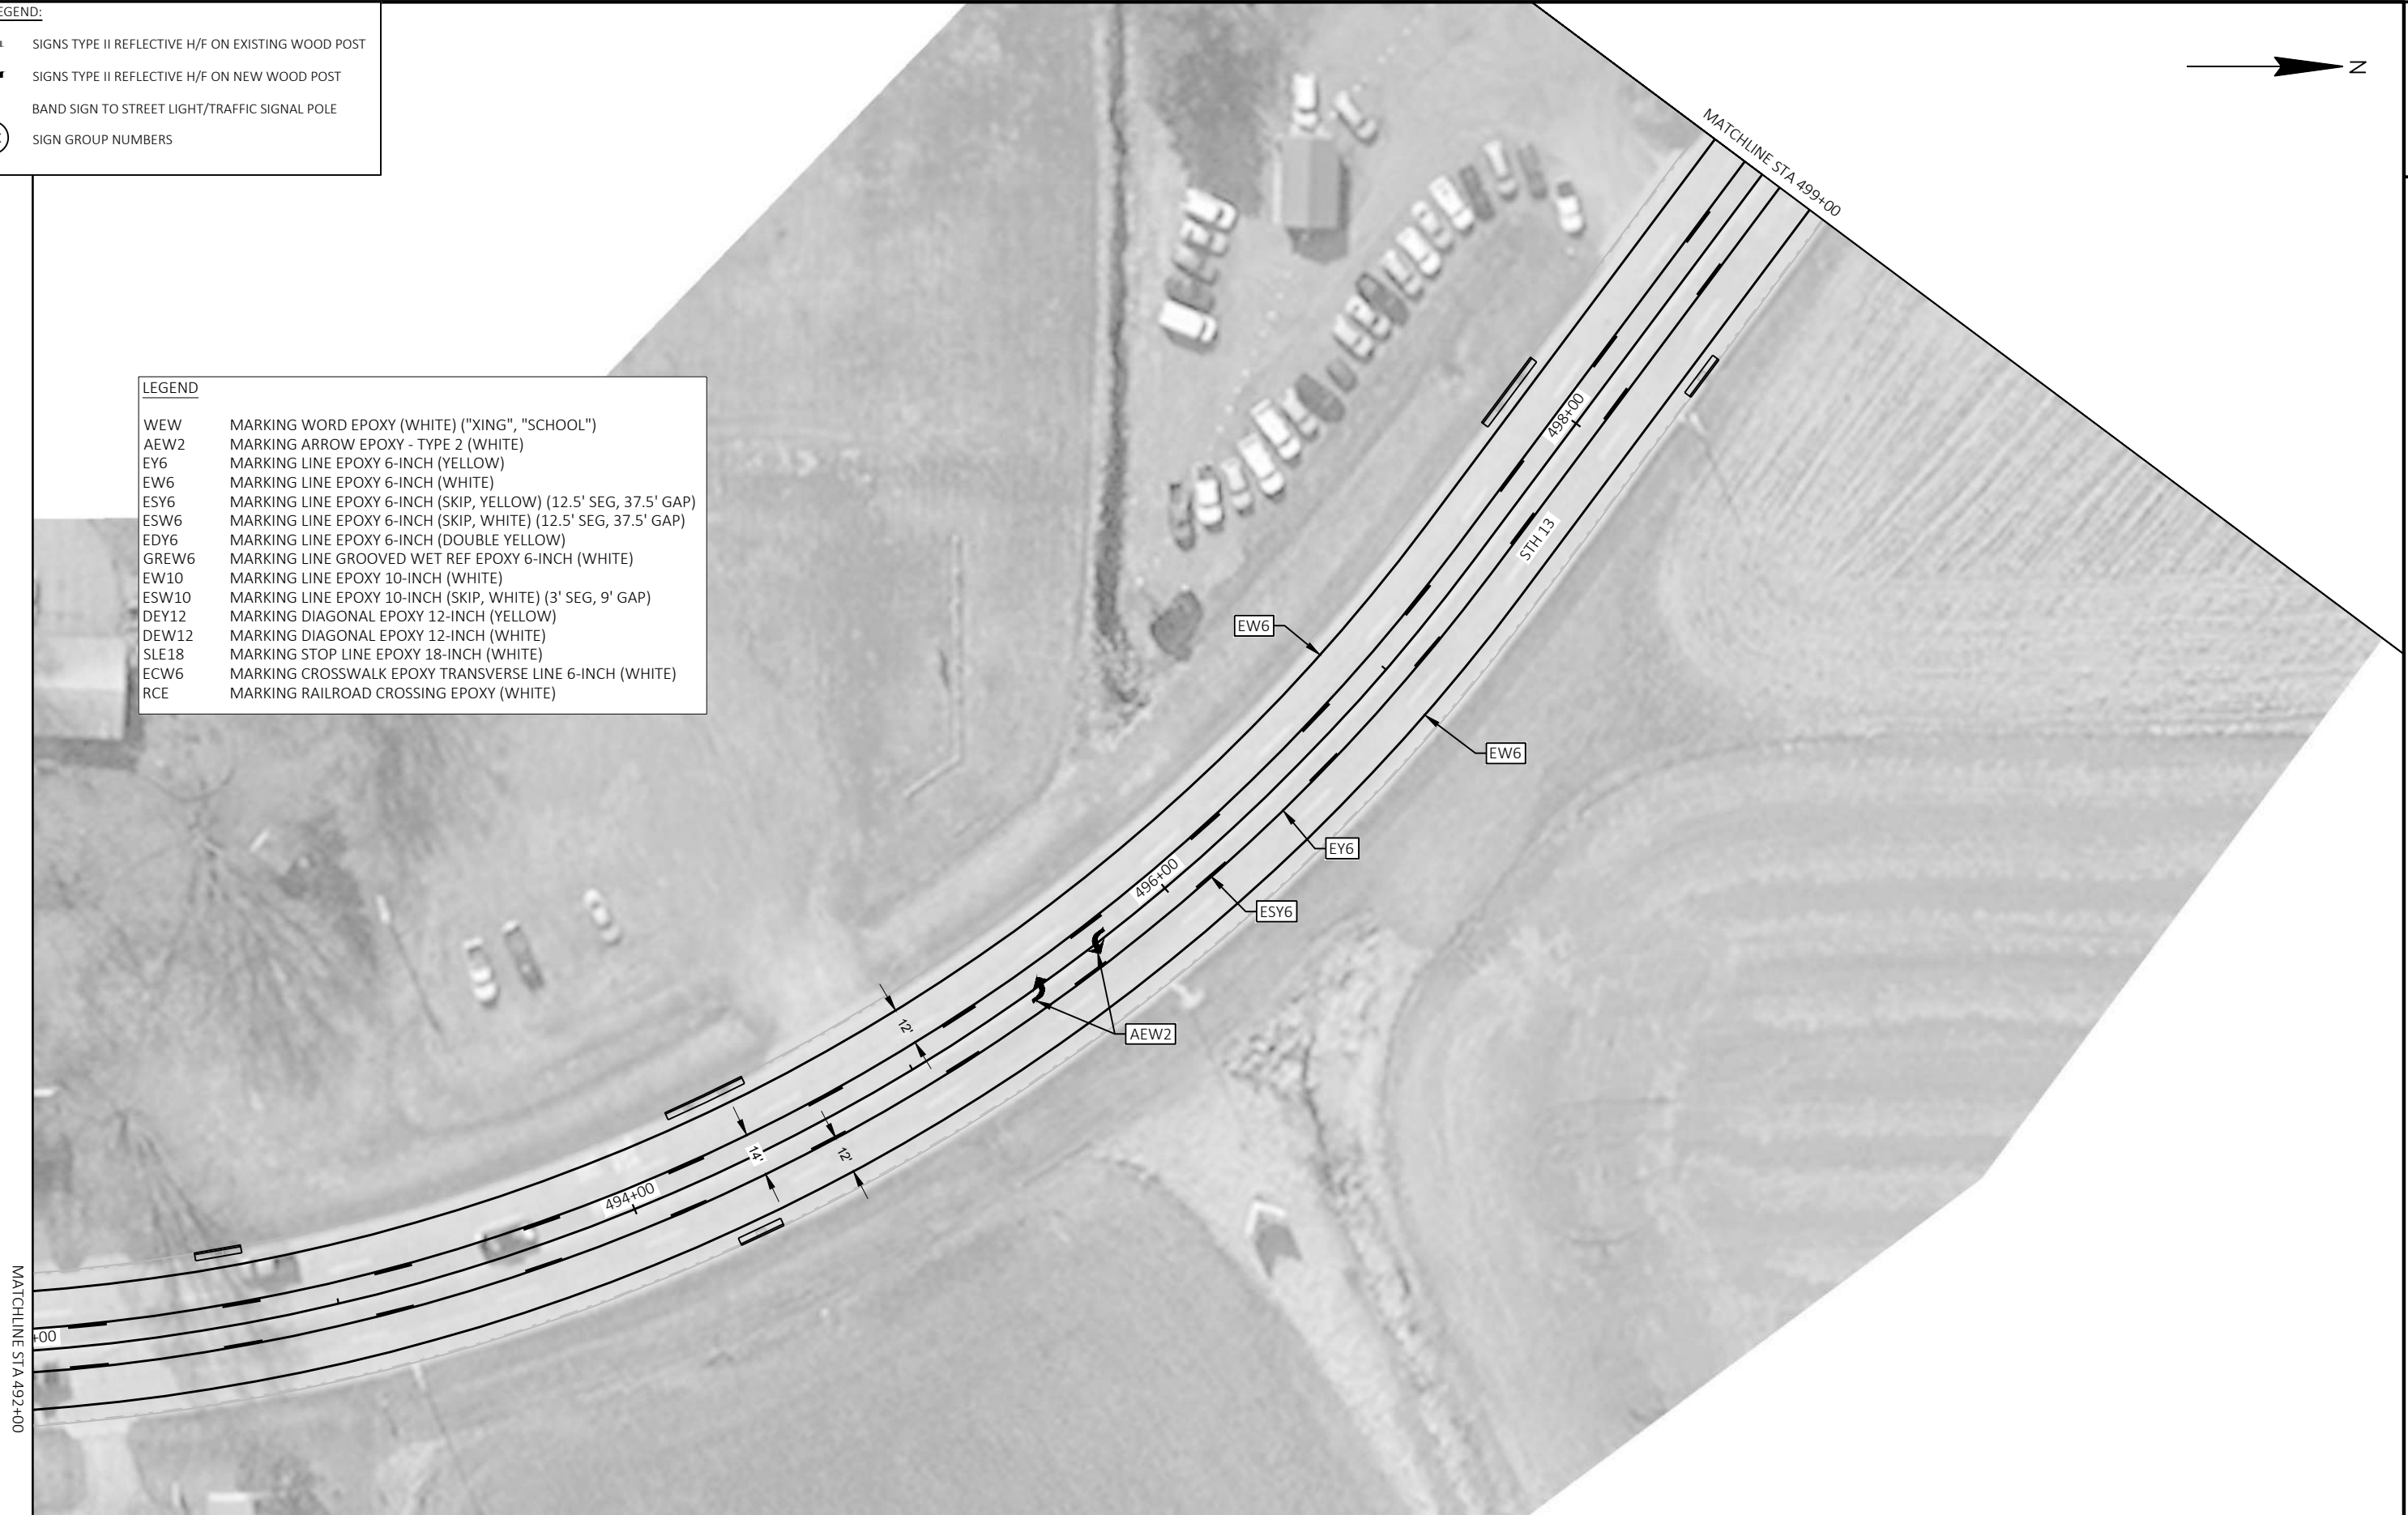 LEGEND:
SIGNS TYPE II REFLECTIVE H/F ON EXISTING WOOD POST
SIGNS TYPE II REFLECTIVE H/F ON NEW WOOD POST
BAND SIGN TO STREET LIGHT/TRAFFIC SIGNAL POLE
SIGN GROUP NUMBERS
N
MATCHLINE STA 499+00
LEGEND
WEW MARKING WORD EPOXY (WHITE) ("XING", "SCHOOL")
AEW2 MARKING ARROW EPOXY - TYPE 2 (WHITE)
EY6 MARKING LINE EPOXY 6-INCH (YELLOW)
EW6 MARKING LINE EPOXY 6-INCH (WHITE)
ESY6 MARKING LINE EPOXY 6-INCH (SKIP, YELLOW) (12.5' SEG, 37.5' GAP)
ESW6 MARKING LINE EPOXY 6-INCH (SKIP, WHITE) (12.5' SEG, 37.5' GAP)
EDY6 MARKING LINE EPOXY 6-INCH (DOUBLE YELLOW)
GREW6 MARKING LINE GROOVED WET REF EPOXY 6-INCH (WHITE)
EW10 MARKING LINE EPOXY 10-INCH (WHITE)
ESW10 MARKING LINE EPOXY 10-INCH (SKIP, WHITE) (3' SEG, 9' GAP)
DEY12 MARKING DIAGONAL EPOXY 12-INCH (YELLOW)
DEW12 MARKING DIAGONAL EPOXY 12-INCH (WHITE)
SLE18 MARKING STOP LINE EPOXY 18-INCH (WHITE)
ECW6 MARKING CROSSWALK EPOXY TRANSVERSE LINE 6-INCH (WHITE)
RCE MARKING RAILROAD CROSSING EPOXY (WHITE)
498+00
STH 13
EW6
EW6
EY6
496+00
ESY6
AEW2
12'
14'
12'
494+00
+00
MATCHLINE STA 492+00